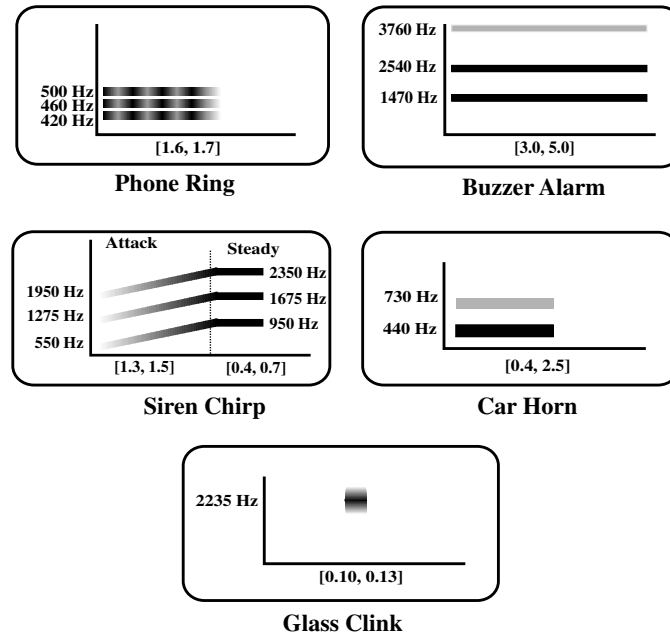 500 Hz
460 Hz
420 Hz
[1.6, 1.7]
Phone Ring
3760 Hz
2540 Hz
1470 Hz
[3.0, 5.0]
Buzzer Alarm
Attack
Steady
1950 Hz
1275 Hz
550 Hz
2350 Hz
1675 Hz
950 Hz
[1.3, 1.5]
[0.4, 0.7]
Siren Chirp
730 Hz
440 Hz
[0.4, 2.5]
Car Horn
2235 Hz
[0.10, 0.13]
Glass Clink